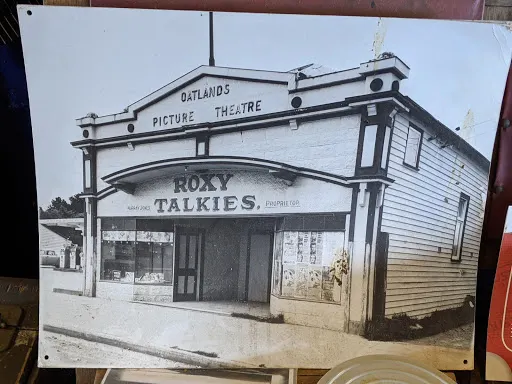 OATLANDS
PICTURE THEATRE
ROXY
TALKIES.
PROPRIETOR